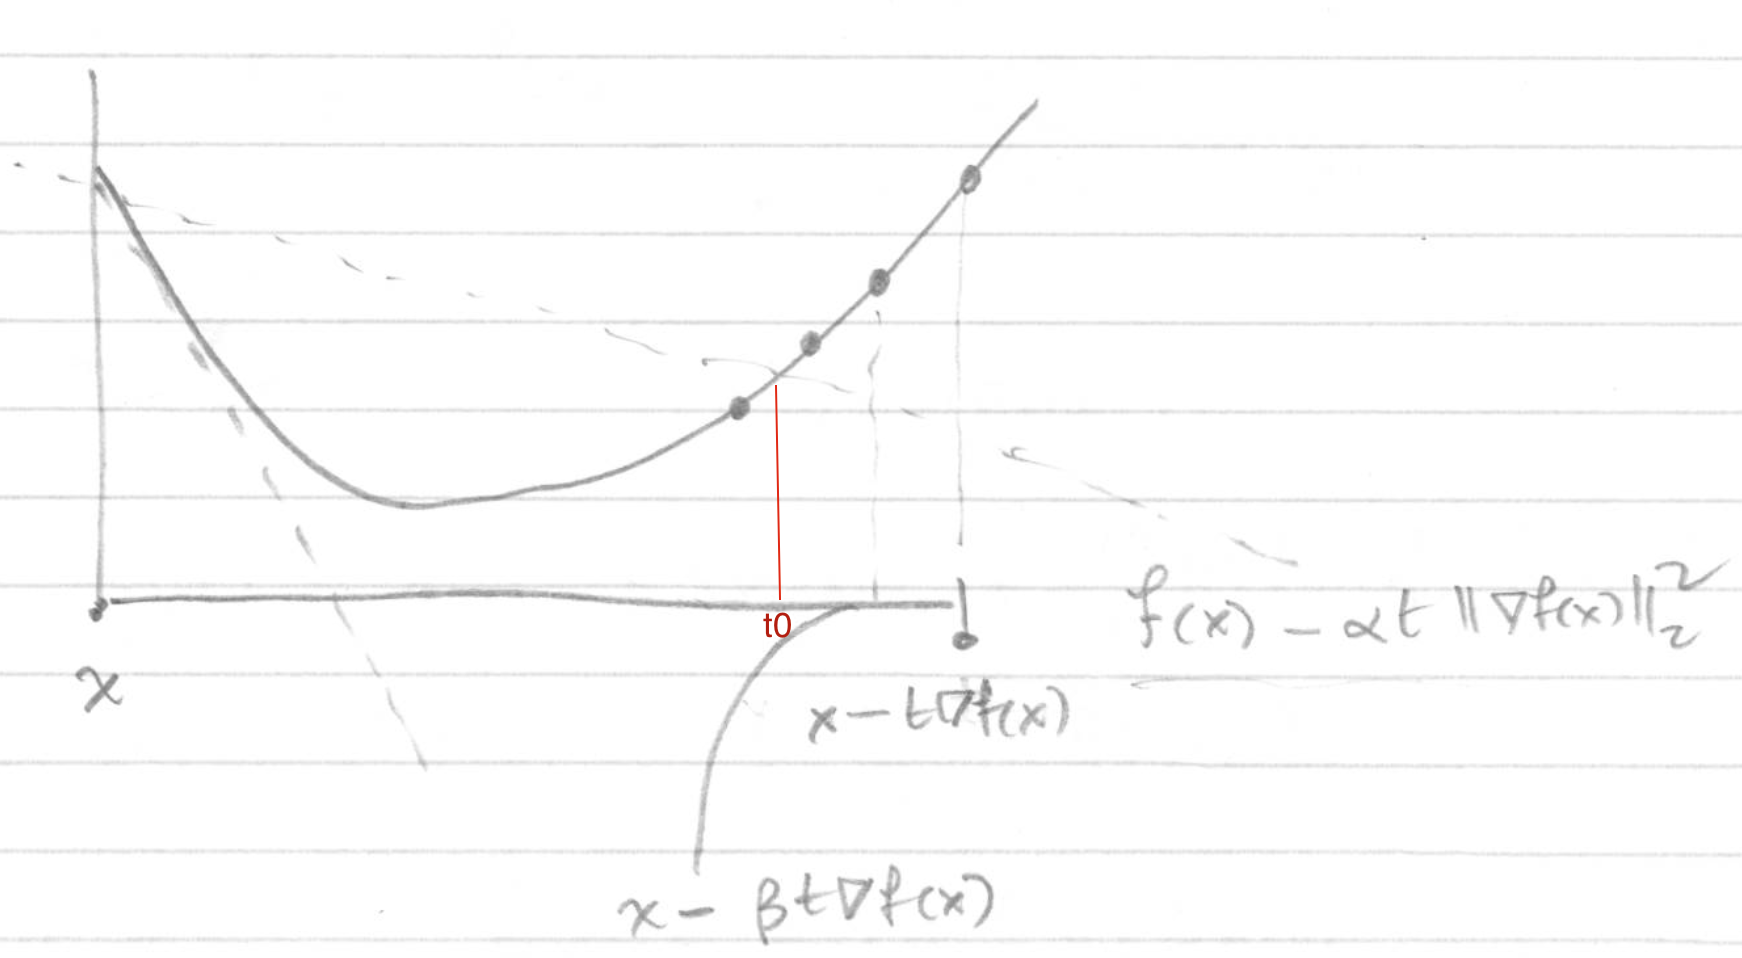 t0
f(x) - αt ||∇f(x)||₂²
x
x - t∇f(x)
x - βt∇f(x)